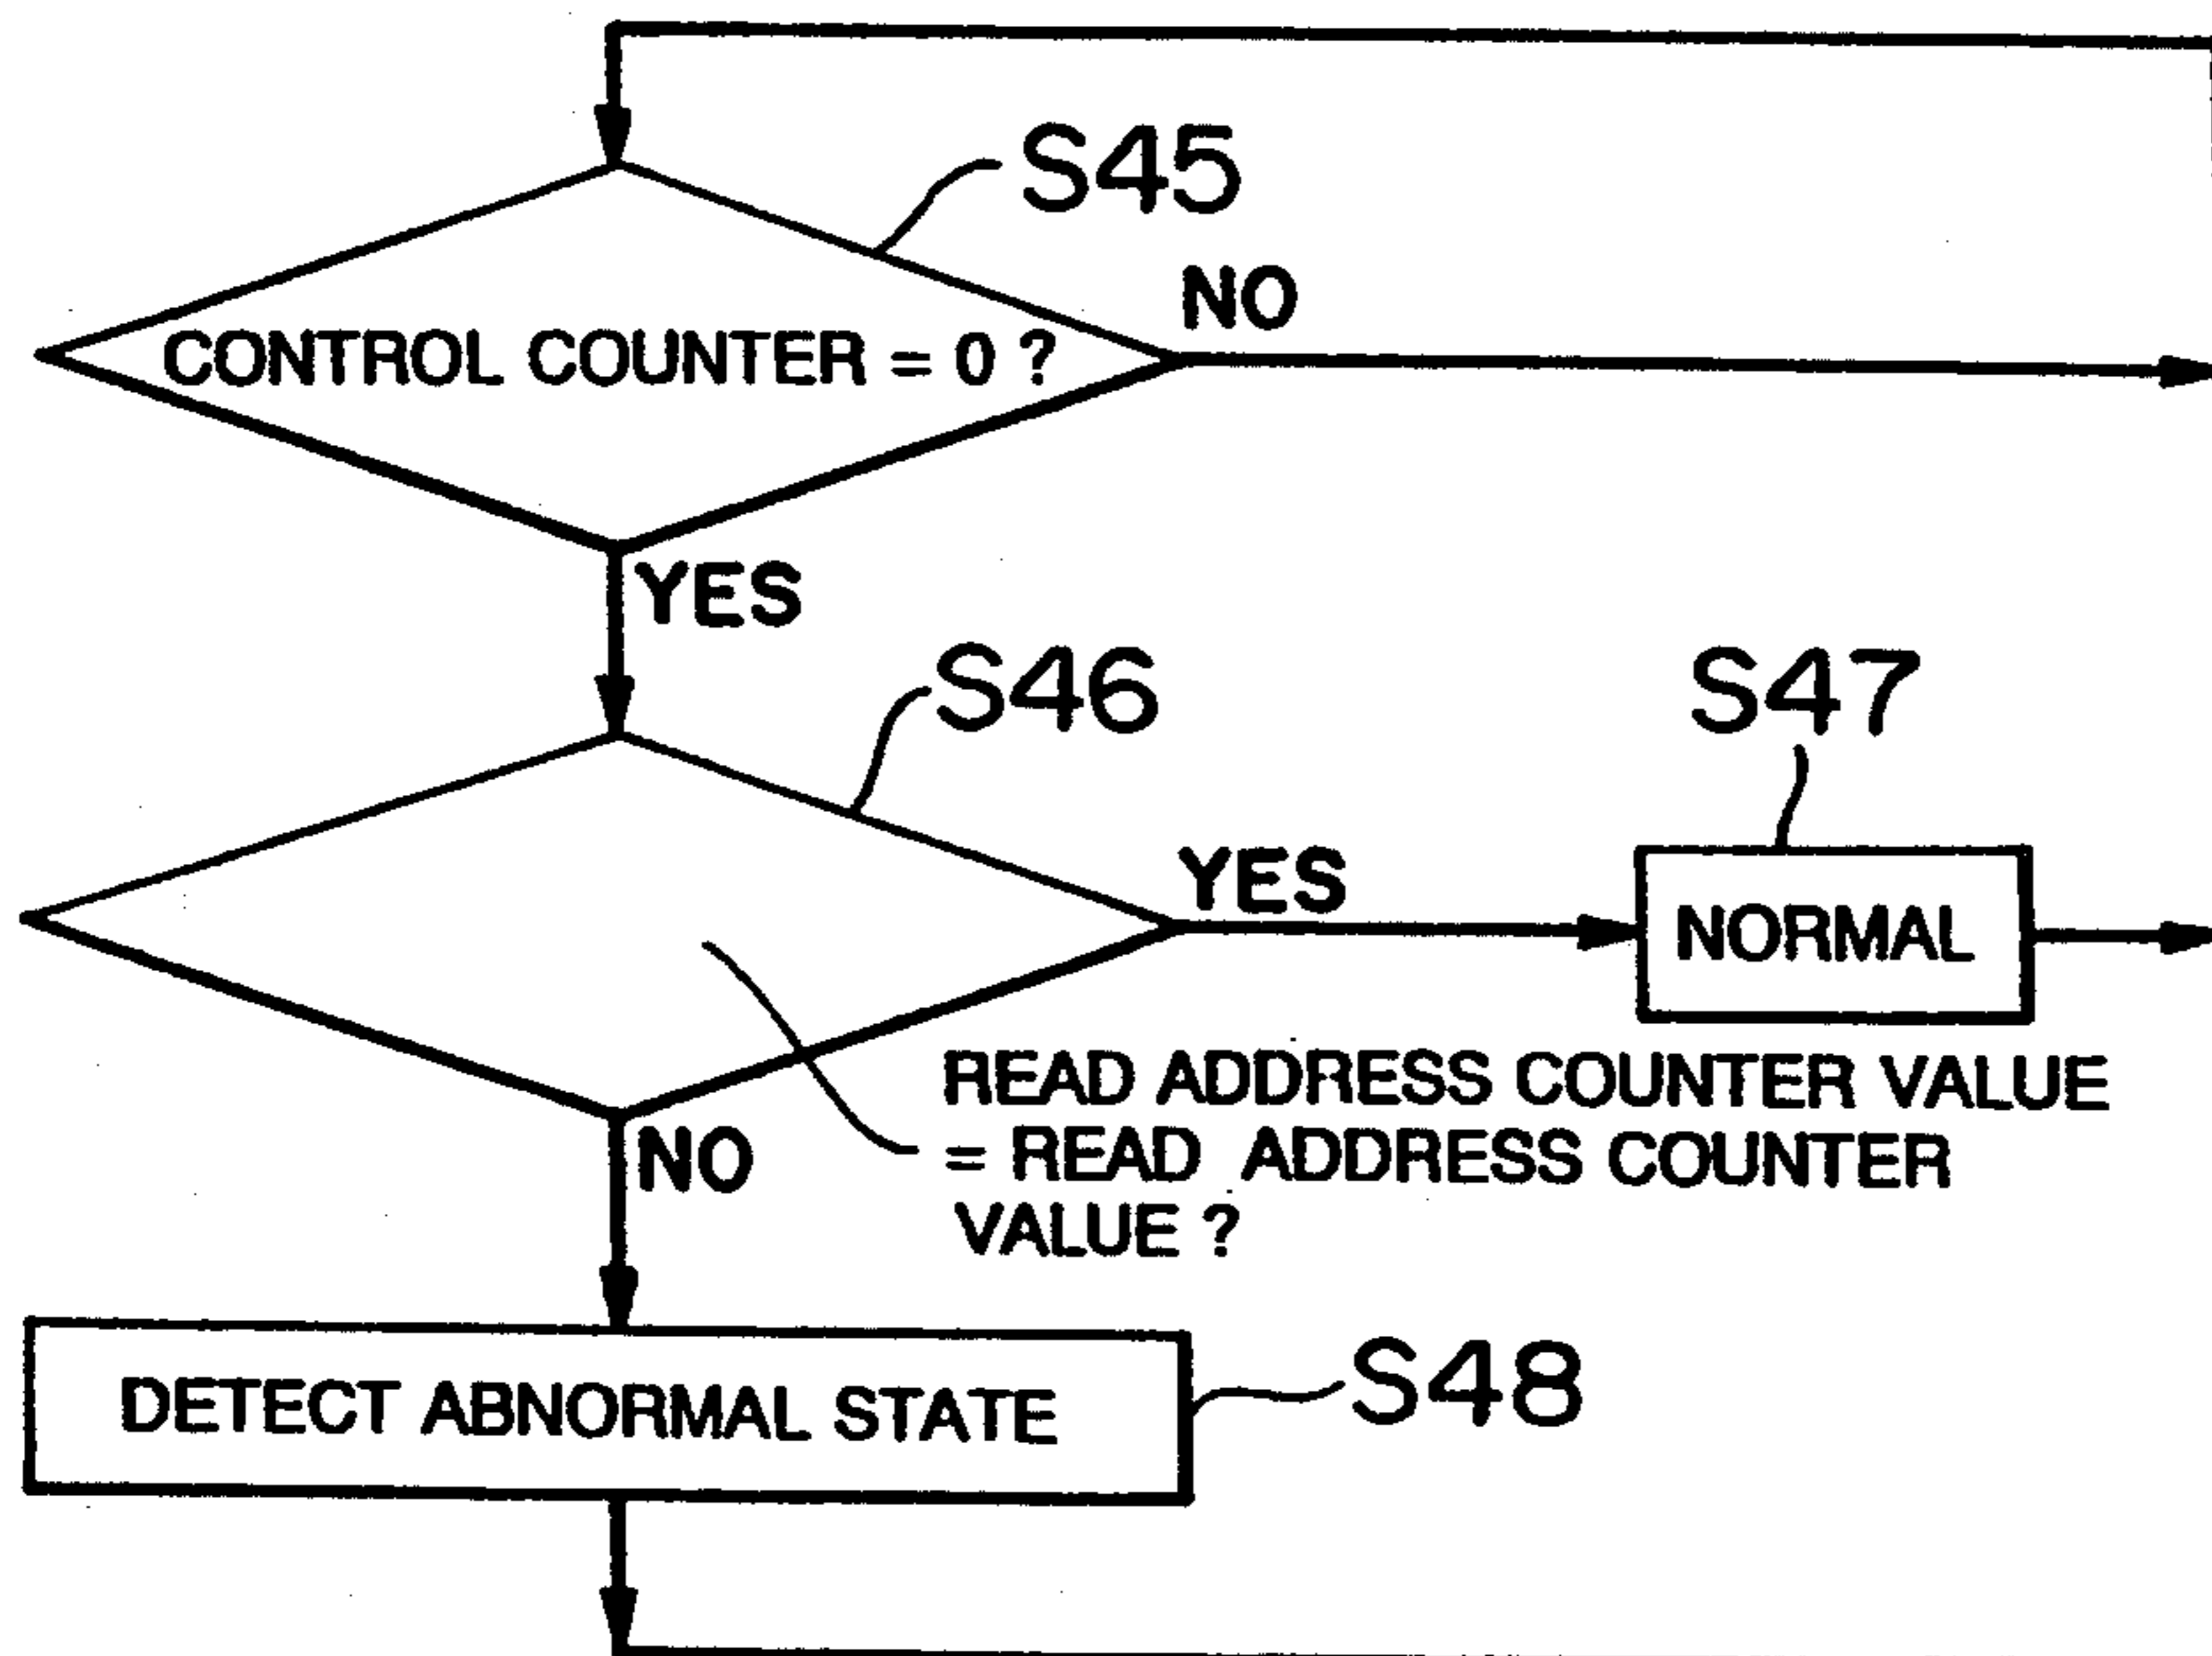 S45
NO
CONTROL COUNTER = 0 ?
YES
S46
S47
YES
NORMAL
READ ADDRESS COUNTER VALUE
= READ ADDRESS COUNTER
VALUE ?
NO
DETECT ABNORMAL STATE
S48